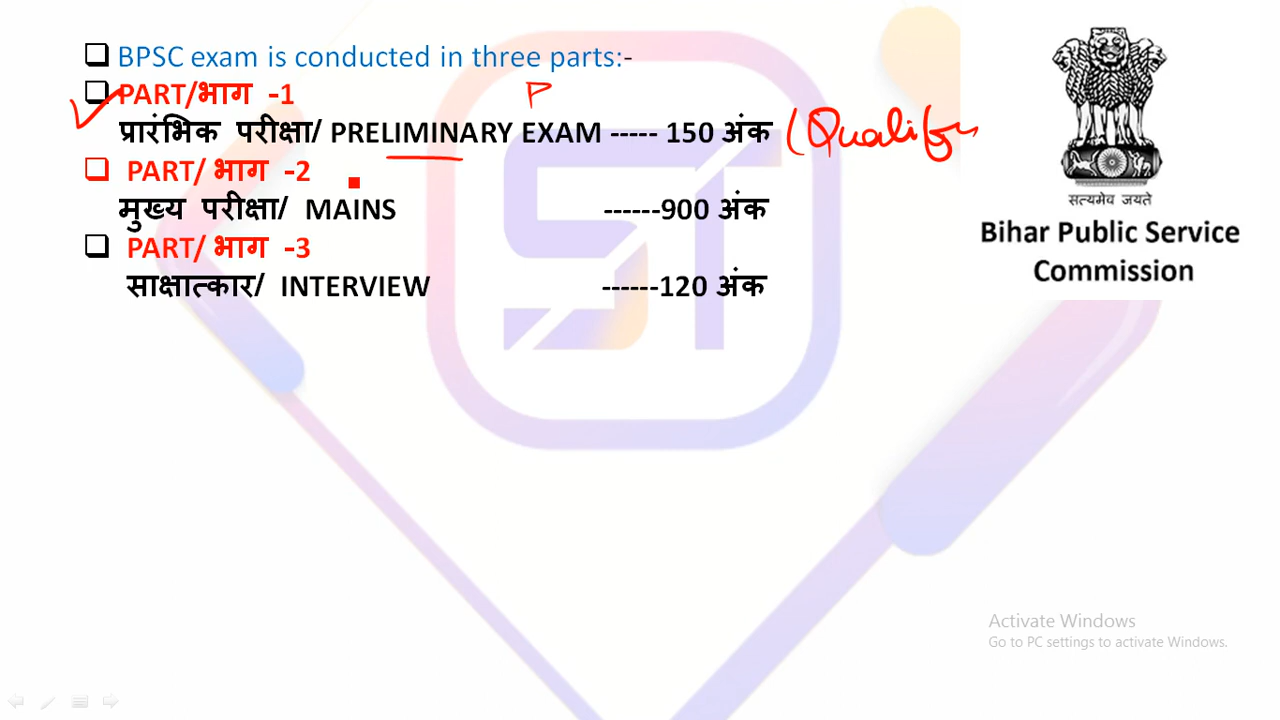 BPSC exam is conducted in three parts:-
PART/भाग -1
P
प्रारंभिक परीक्षा/ PRELIMINARY EXAM ----- 150 अंक (Qualify
PART/ भाग -2
मुख्य परीक्षा/ MAINS ------900 अंक
PART/ भाग -3
साक्षात्कार/ INTERVIEW ------120 अंक
सत्यमेव जयते
Bihar Public Service
Commission
ST
Activate Windows
Go to PC settings to activate Windows.